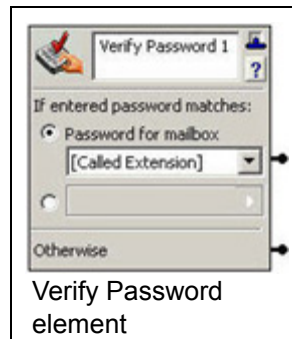 Verify Password 1
?
If entered password matches:
Password for mailbox
[Called Extension]
Otherwise
Verify Password
element